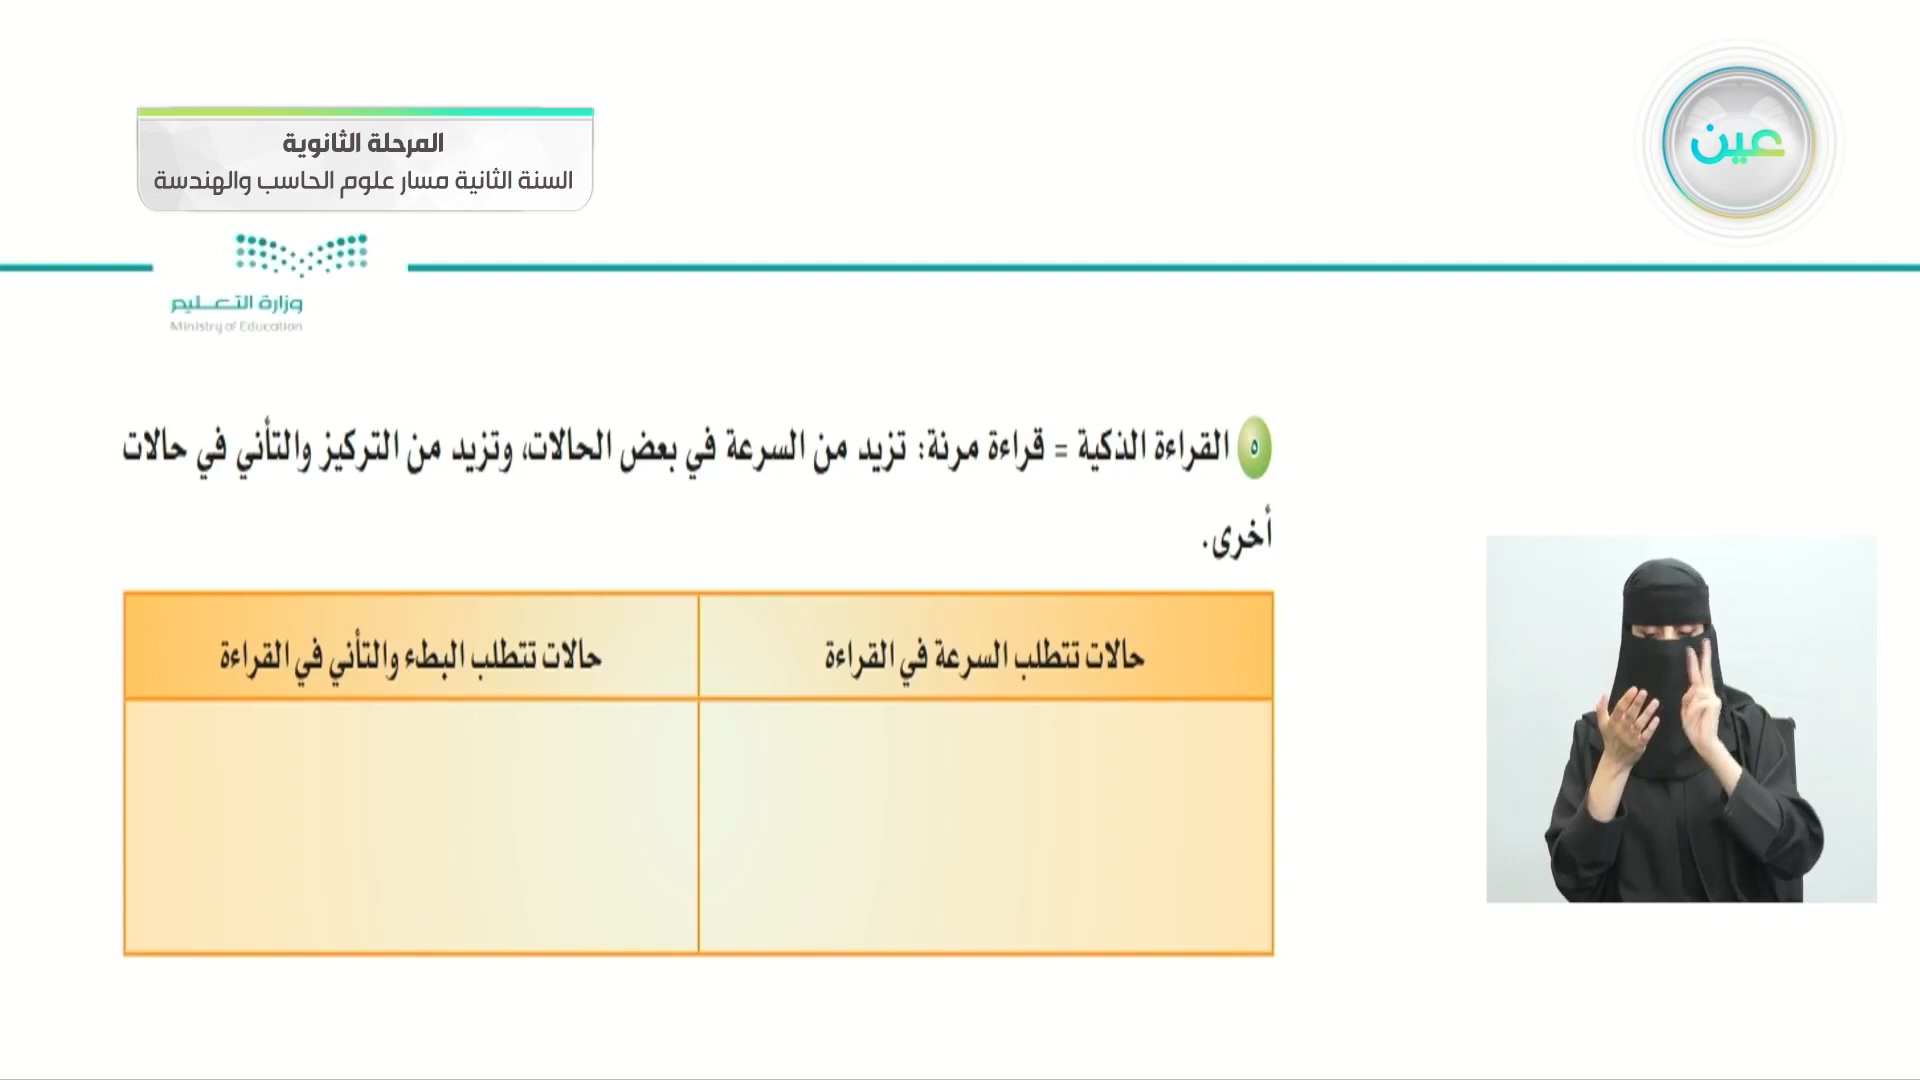 المرحلة الثانوية
السنة الثانية مسار علوم الحاسب والهندسة
عين
وزارة التعليم
Ministry of Education
٥ القراءة الذكية = قراءة مرنة: تزيد من السرعة في بعض الحالات، وتزيد من التركيز والتأني في حالات
أخرى.
حالات تتطلب السرعة في القراءة
حالات تتطلب البطء والتأني في القراءة